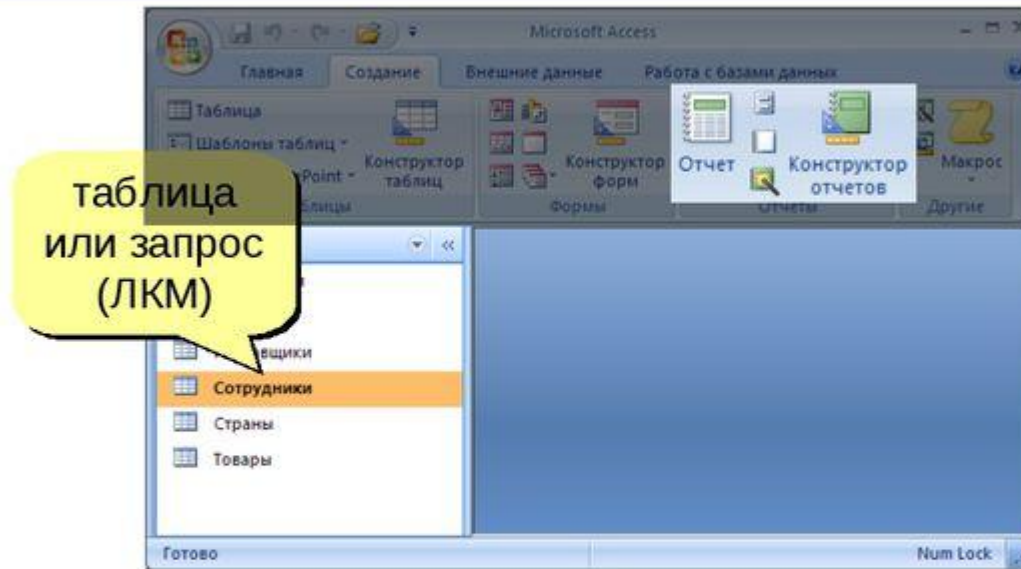 Microsoft Access
Главная Создание Внешние данные Работа с базами данных
Таблица
Шаблоны таблиц
Point
Конструктор
таблиц
Конструктор
форм
Формы
Отчет
Конструктор
отчетов
Отчеты
Макрос
Другие
таблица
или запрос
(ЛКМ)
Сотрудники
Страны
Товары
Готово
Num Lock